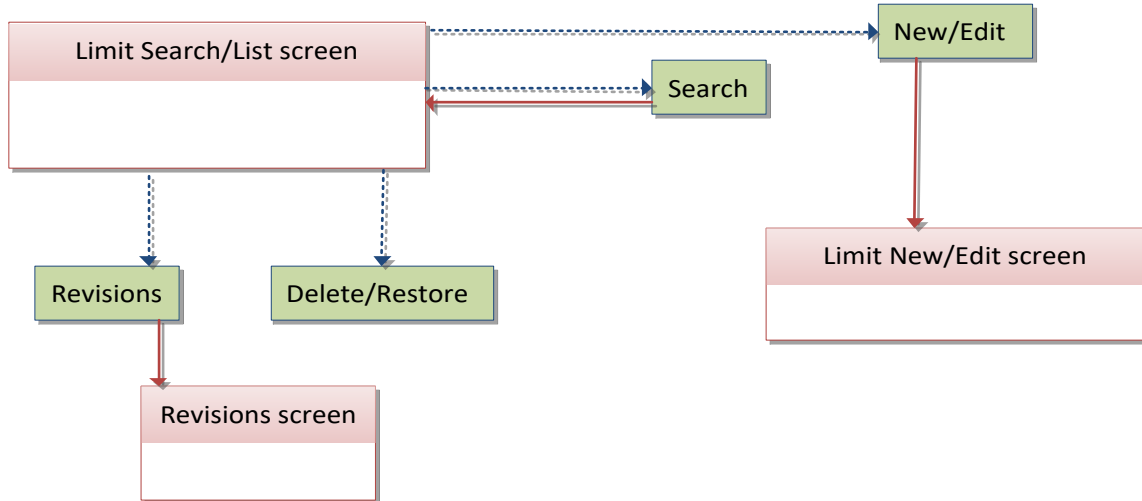 Limit Search/List screen
New/Edit
Search
Limit New/Edit screen
Revisions
Delete/Restore
Revisions screen